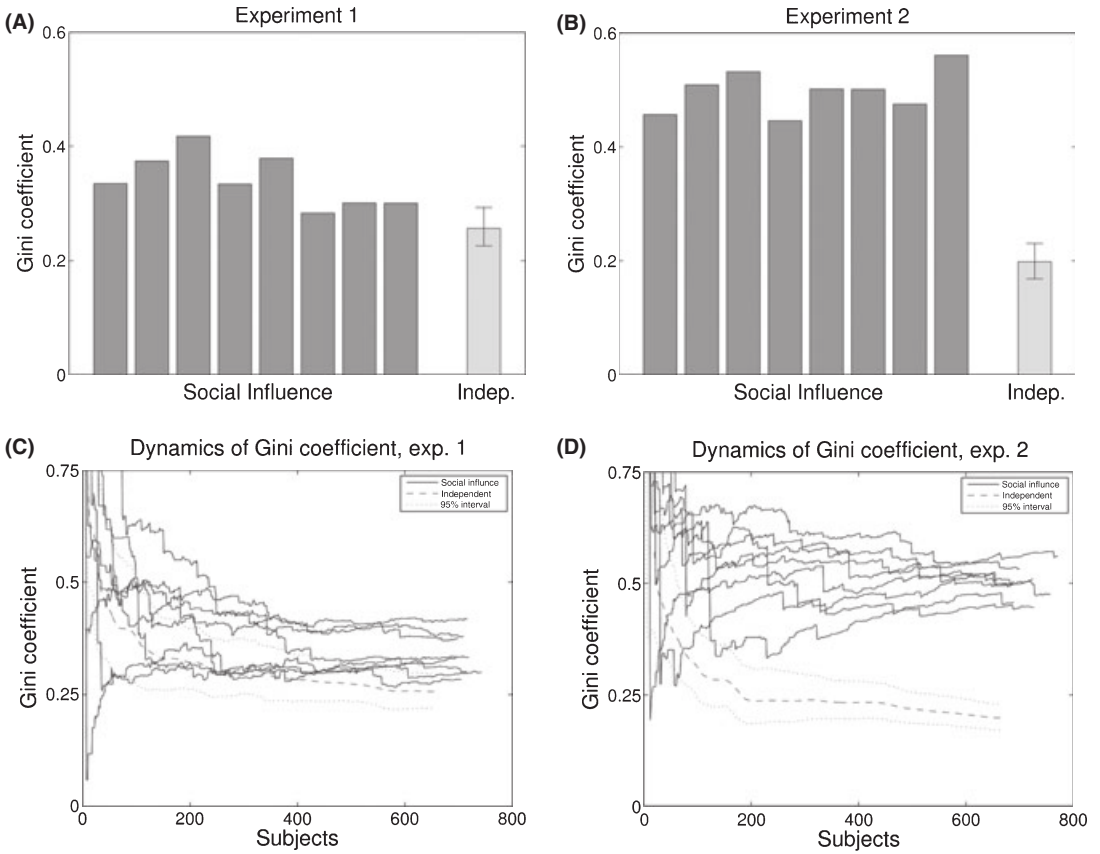 (A)
Experiment 1
Gini coefficient
0.6
0.4
0.2
0
Social Influence
Indep.
(B)
Experiment 2
Gini coefficient
0.6
0.4
0.2
0
Social Influence
Indep.
(C)
Dynamics of Gini coefficient, exp. 1
Gini coefficient
0.75
0.5
0.25
0
Social influnce
Independent
95% interval
0 200 400 600 800
Subjects
(D)
Dynamics of Gini coefficient, exp. 2
Gini coefficient
0.75
0.5
0.25
0
Social influnce
Independent
95% interval
0 200 400 600 800
Subjects